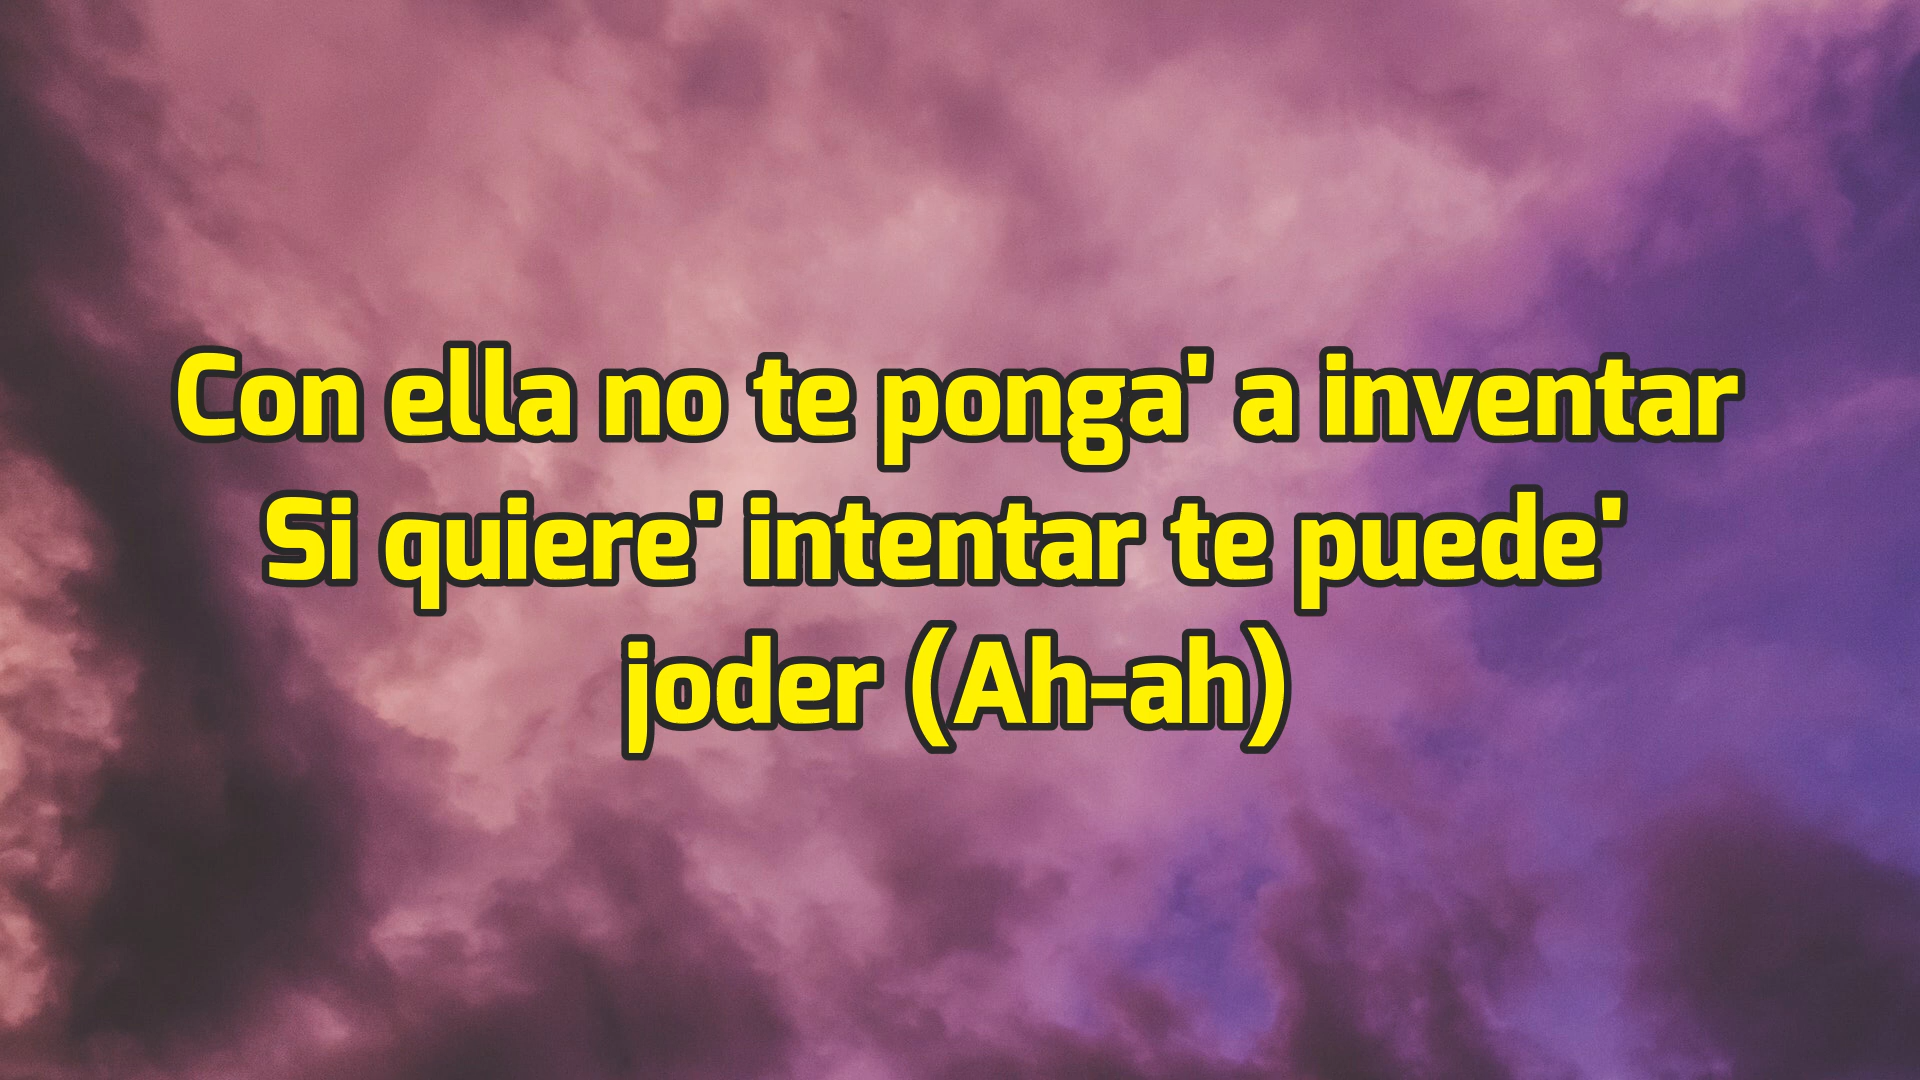 Con ella no te ponga' a inventar
Si quiere' intentar te puede'
joder (Ah-ah)